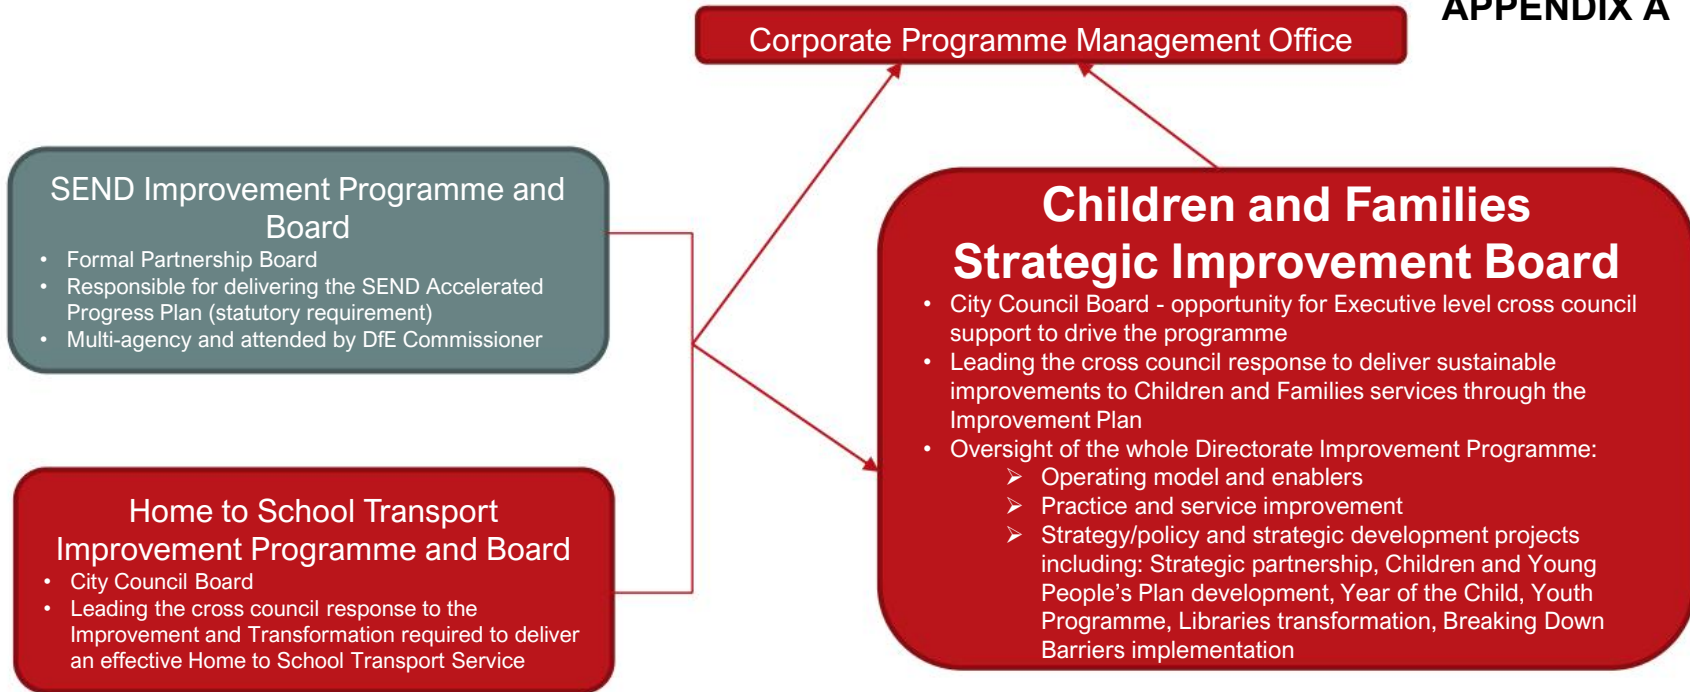 APPENDIX A
Corporate Programme Management Office
SEND Improvement Programme and
Board
• Formal Partnership Board
• Responsible for delivering the SEND Accelerated
Progress Plan (statutory requirement)
• Multi-agency and attended by DfE Commissioner
Home to School Transport
Improvement Programme and Board
• City Council Board
• Leading the cross council response to the
Improvement and Transformation required to deliver
an effective Home to School Transport Service
Children and Families
Strategic Improvement Board
• City Council Board - opportunity for Executive level cross council
support to drive the programme
• Leading the cross council response to deliver sustainable
improvements to Children and Families services through the
Improvement Plan
• Oversight of the whole Directorate Improvement Programme:
➢ Operating model and enablers
➢ Practice and service improvement
➢ Strategy/policy and strategic development projects
including: Strategic partnership, Children and Young
People's Plan development, Year of the Child, Youth
Programme, Libraries transformation, Breaking Down
Barriers implementation